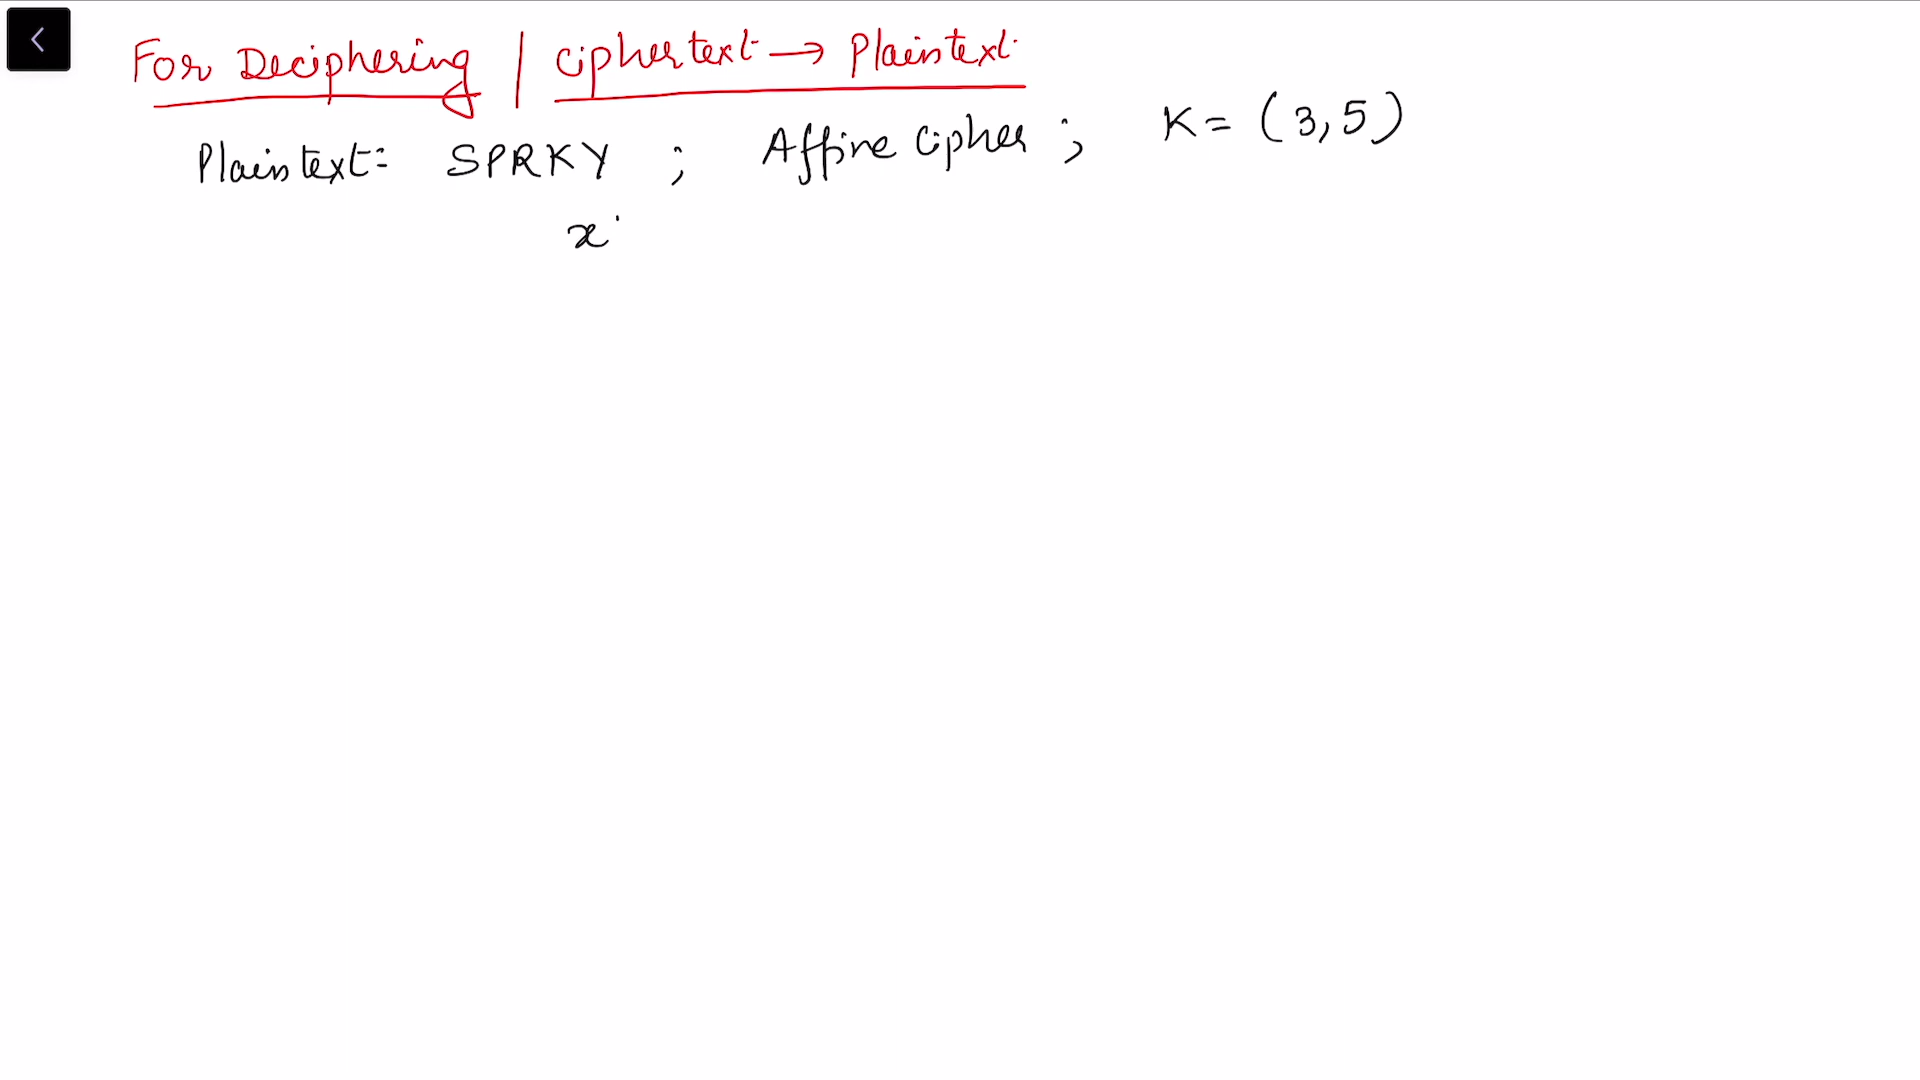 For Deciphering | Ciphertext → Plaintext
Plaintext = SPRKY ; Affine Cipher ; K = (3,5)
x